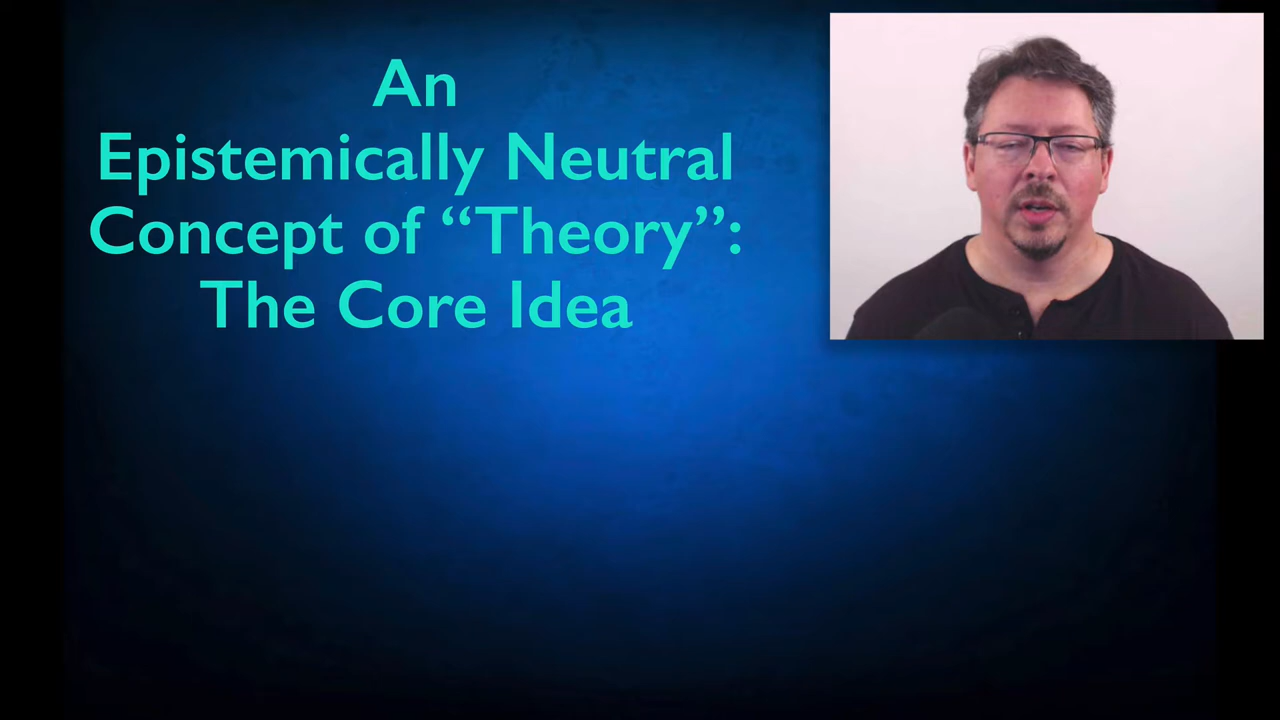 An
Epistemically Neutral
Concept of “Theory”:
The Core Idea